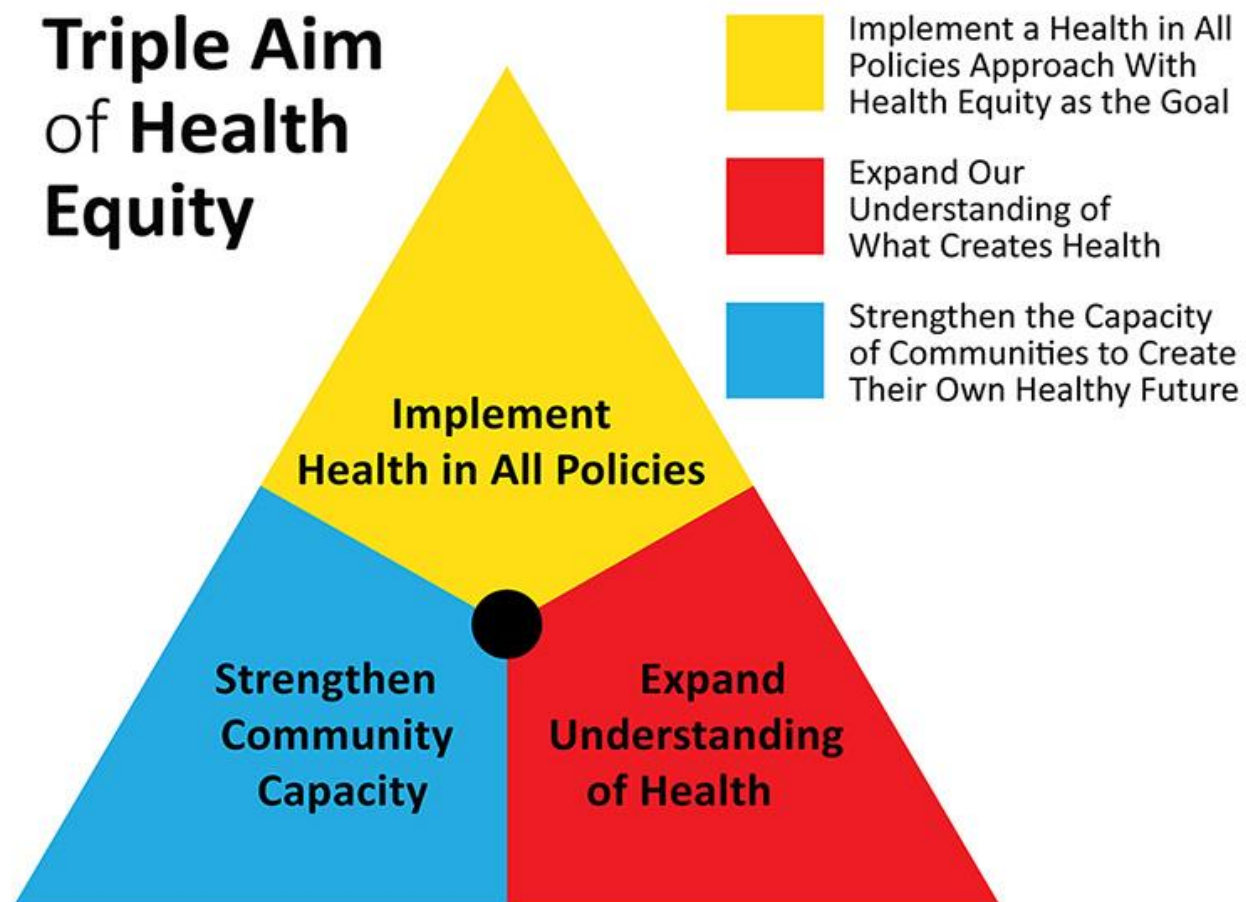 Triple Aim
of Health
Equity
Implement a Health in All
Policies Approach With
Health Equity as the Goal
Expand Our
Understanding of
What Creates Health
Strengthen the Capacity
of Communities to Create
Their Own Healthy Future
Implement
Health in All Policies
Strengthen
Community
Capacity
Expand
Understanding
of Health